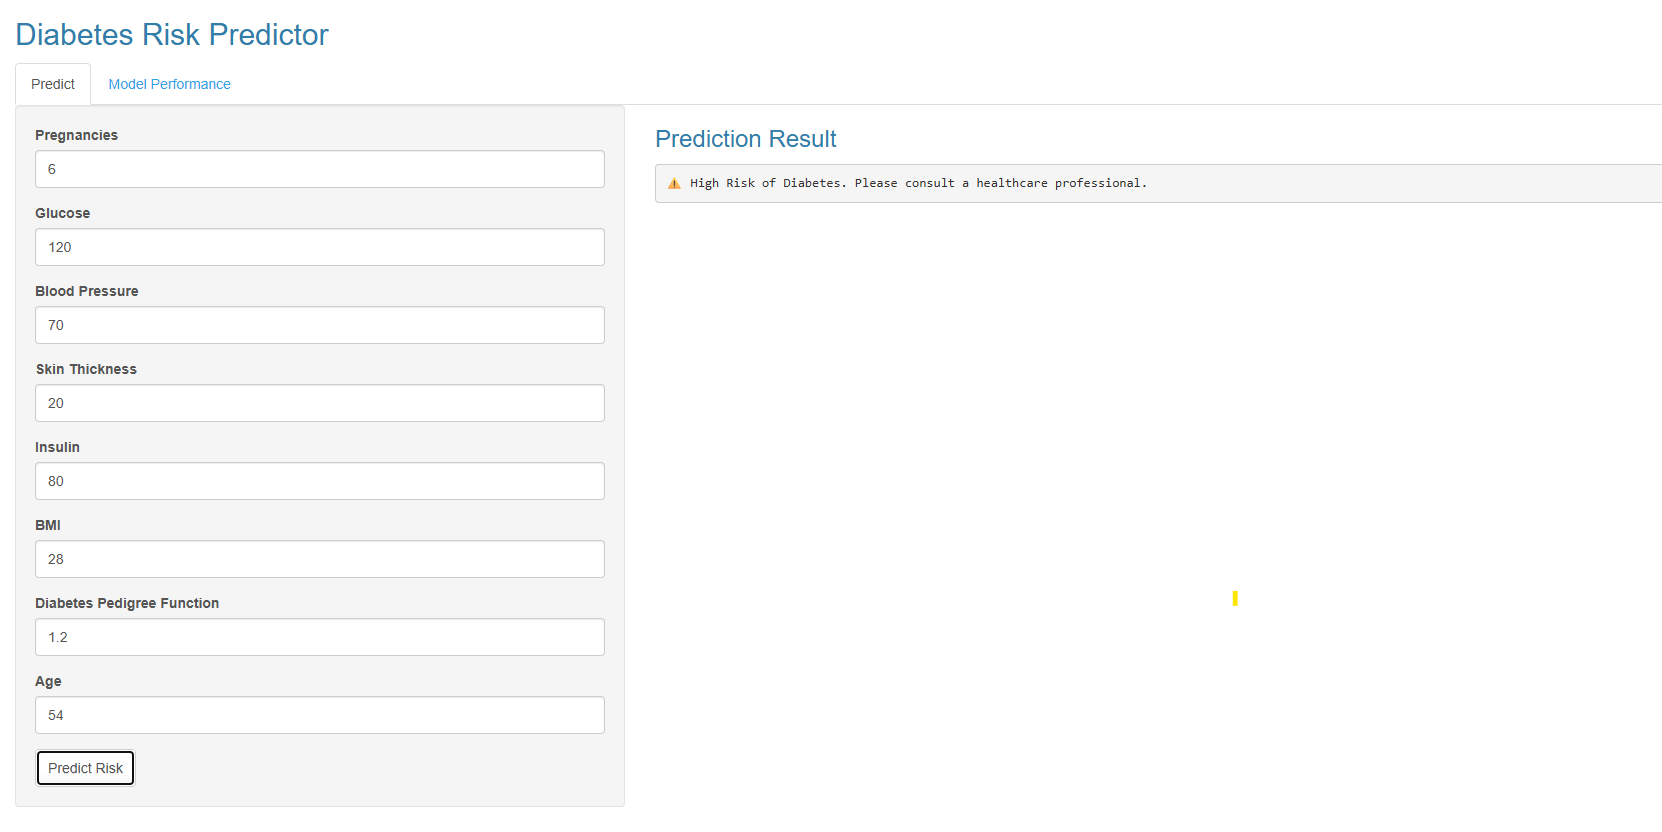 Diabetes Risk Predictor
Predict
Model Performance
Pregnancies
6
Glucose
120
Blood Pressure
70
Skin Thickness
20
Insulin
80
BMI
28
Diabetes Pedigree Function
1.2
Age
54
Predict Risk
Prediction Result
⚠ High Risk of Diabetes. Please consult a healthcare professional.